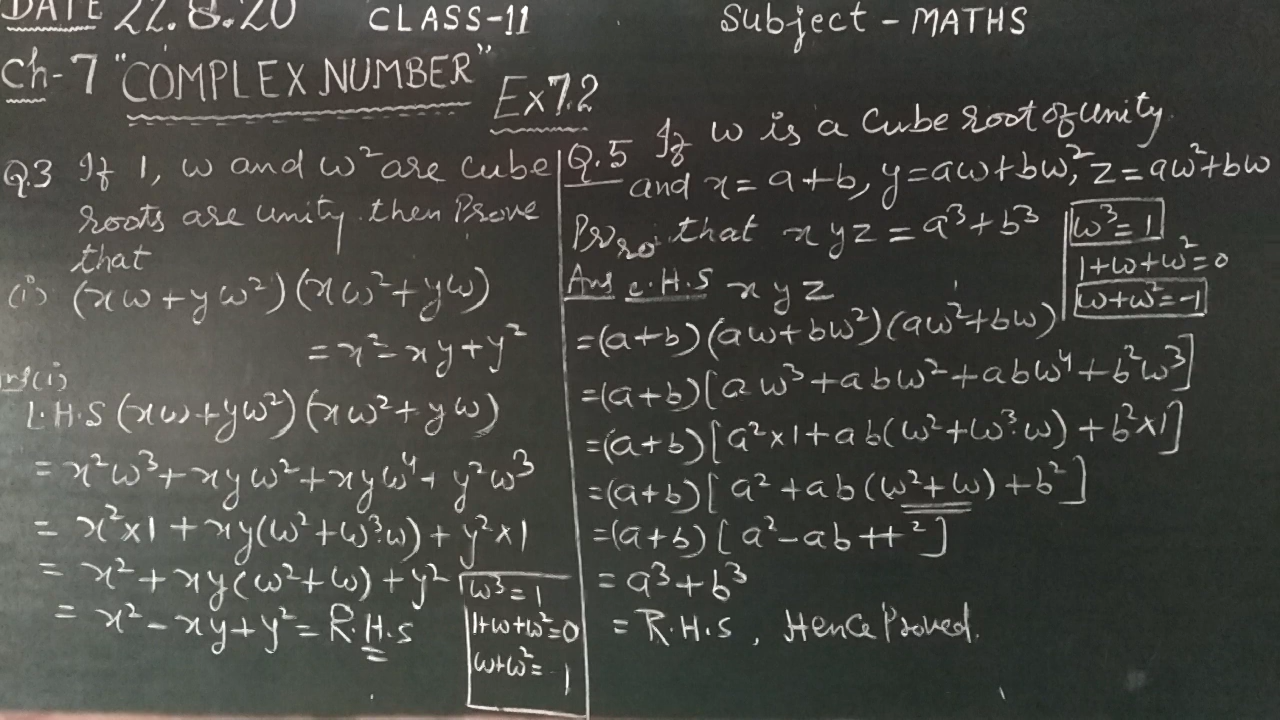 DATE 22.8.20 CLASS-11 Subject - MATHS
Ch-7 "COMPLEX NUMBER" Ex 7.2
Q.3 If 1, ω and ω² are cube
roots are unity. then Prove
that
(i) (xω + yω²)(xω² + yω)
= x² - xy + y²
Ans(i)
L.H.S (xω + yω²)(xω² + yω)
= x²ω³ + xyω² + xyω⁴ + y²ω³
= x²×1 + xy(ω² + ω³.ω) + y²×1
= x² + xy(ω² + ω) + y²
= x² - xy + y² = R.H.S
ω³ = 1
1+ω+ω²=0
ω+ω²= -1
Q.5 If ω is a Cube root of unity
and x = a+b, y = aω + bω², z = aω² + bω
that xyz = a³ + b³
ω³ = 1
1+ω+ω²=0
ω+ω²=-1
Ans L.H.S xyz
= (a+b)(aω + bω²)(aω² + bω)
= (a+b)[aω³ + abω² + abω⁴ + b²ω³]
= (a+b)[a²×1 + ab(ω² + ω³.ω) + b²×1]
= (a+b)[a² + ab(ω² + ω) + b²]
= (a+b)[a² - ab + +²]
= a³ + b³
= R.H.S, Hence Proved.